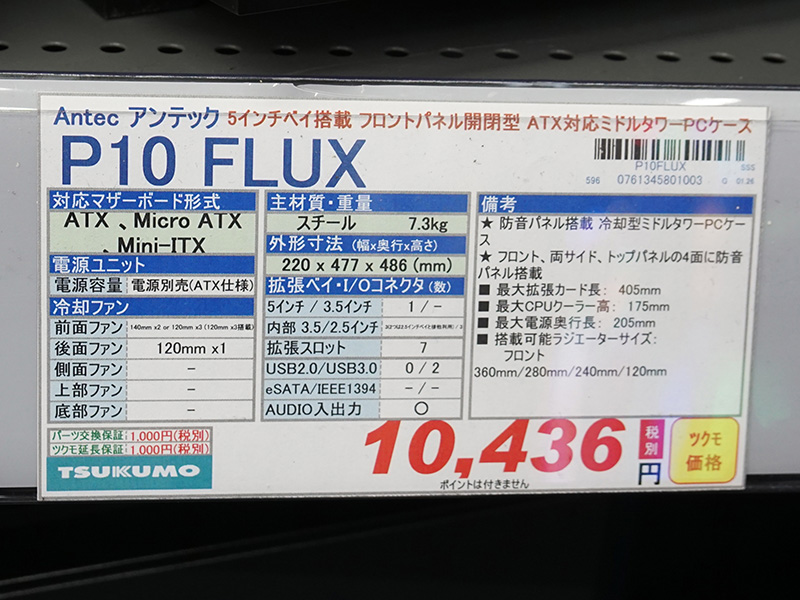 Antec アンテック 5インチベイ搭載 フロントパネル開閉型 ATX対応ミドルタワーPCケース
P10 FLUX
P10FLUX SSS
596 0761345801003 G 01.26
対応マザーボード形式
ATX 、Micro ATX
、Mini-ITX
電源ユニット
電源容量 電源別売(ATX仕様)
冷却ファン
前面ファン 140mm x2 or 120mm x3 (120mm x3搭載)
後面ファン 120mm x1
側面ファン -
上部ファン -
底部ファン -
主材質・重量
スチール 7.3kg
外形寸法 (幅x奥行x高さ)
220 x 477 x 486 (mm)
拡張ベイ・I/Oコネクタ (数)
5インチ / 3.5インチ 1 / -
内部 3.5/2.5インチ
拡張スロット 7
USB2.0/USB3.0 0 / 2
eSATA/IEEE1394 -/-
AUDIO入出力 〇
備考
★ 防音パネル搭載 冷却型ミドルタワーPCケー
ス
★ フロント、両サイド、トップパネルの4面に防音
パネル搭載
■ 最大拡張カード長： 405mm
■ 最大CPUクーラー高： 175mm
■ 最大電源奥行長： 205mm
■ 搭載可能ラジエーターサイズ：
フロント
360mm/280mm/240mm/120mm
パーツ交換保証 1,000円(税別)
ツクモ延長保証 1,000円(税別)
TSUKUMO
10,436 税別 円
ポイントは付きません
ツクモ
価格